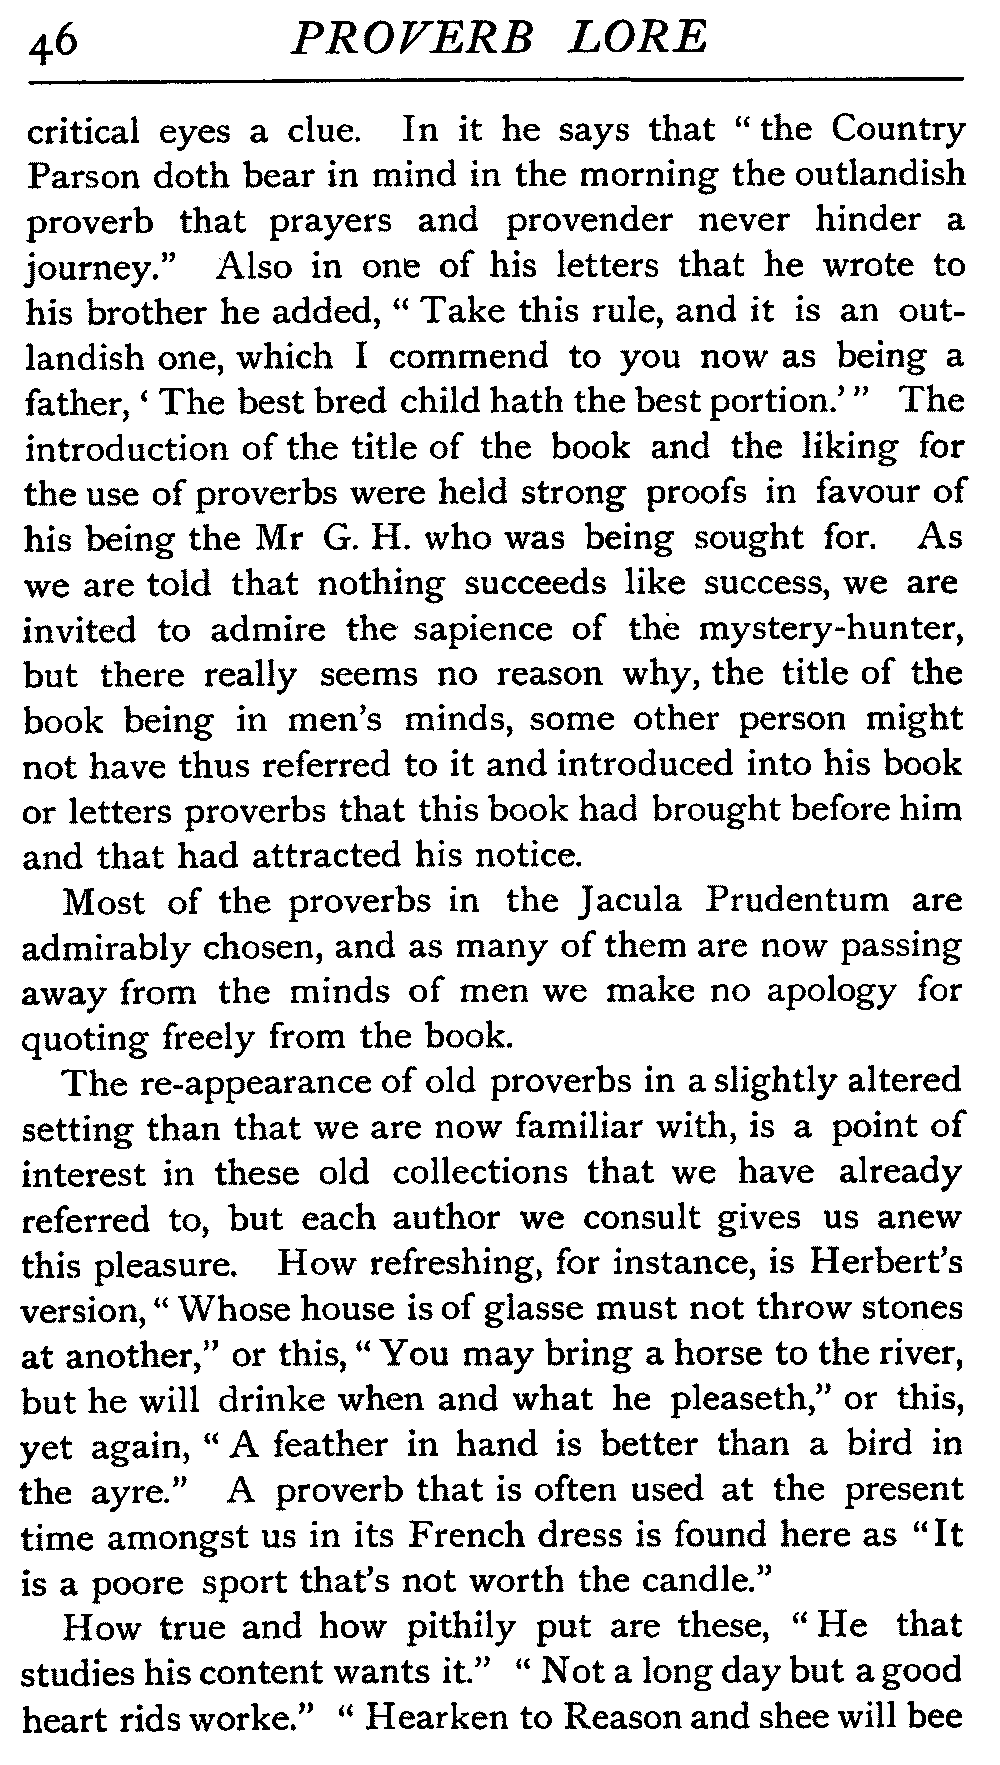 46 PROVERB LORE
critical eyes a clue. In it he says that “ the Country
Parson doth bear in mind in the morning the outlandish
proverb that prayers and provender never hinder a
journey.” Also in one of his letters that he wrote to
his brother he added, “ Take this rule, and it is an out-
landish one, which I commend to you now as being a
father, ‘ The best bred child hath the best portion.’ ” The
introduction of the title of the book and the liking for
the use of proverbs were held strong proofs in favour of
his being the Mr G. H. who was being sought for. As
we are told that nothing succeeds like success, we are
invited to admire the sapience of the mystery-hunter,
but there really seems no reason why, the title of the
book being in men’s minds, some other person might
not have thus referred to it and introduced into his book
or letters proverbs that this book had brought before him
and that had attracted his notice.
Most of the proverbs in the Jacula Prudentum are
admirably chosen, and as many of them are now passing
away from the minds of men we make no apology for
quoting freely from the book.
The re-appearance of old proverbs in a slightly altered
setting than that we are now familiar with, is a point of
interest in these old collections that we have already
referred to, but each author we consult gives us anew
this pleasure. How refreshing, for instance, is Herbert’s
version, “ Whose house is of glasse must not throw stones
at another,” or this, “ You may bring a horse to the river,
but he will drinke when and what he pleaseth,” or this,
yet again, “ A feather in hand is better than a bird in
the ayre.” A proverb that is often used at the present
time amongst us in its French dress is found here as “ It
is a poore sport that’s not worth the candle.”
How true and how pithily put are these, “ He that
studies his content wants it.” “ Not a long day but a good
heart rids worke.” “ Hearken to Reason and shee will bee